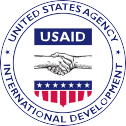 UNITED STATES AGENCY
USAID
INTERNATIONAL DEVELOPMENT